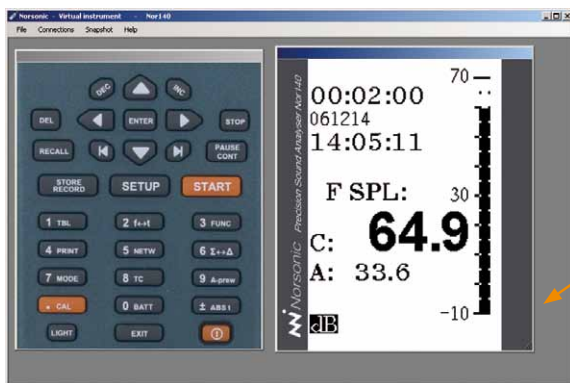 Norsonic - Virtual instrument - Nor140
File Connections Snapshot Help
DEC INC
DEL ENTER STOP
RECALL PAUSE CONT
STORE RECORD SETUP START
1 TBL 2 f↔t 3 FUNC
4 PRINT 5 NETW 6 Σ↔Δ
7 MODE 8 TC 9 A-prew
. CAL 0 BATT ± ABS1
LIGHT EXIT
Norsonic Precision Sound Analyser Nor140
70
00:02:00
061214
14:05:11
F SPL: 30
C: 64.9
A: 33.6
-10
dB